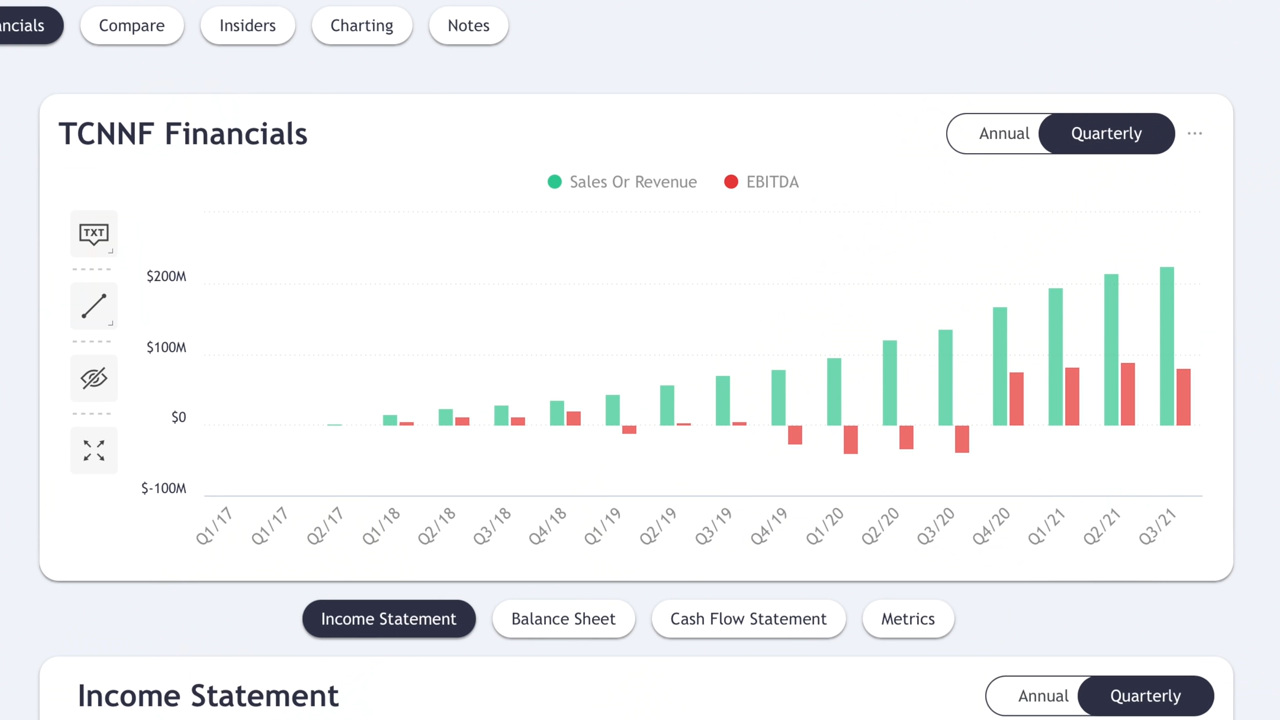 ncials Compare Insiders Charting Notes
TCNNF Financials
Annual Quarterly ...
Sales Or Revenue EBITDA
TXT
$200M
$100M
$0
$-100M
Q1/17 Q1/17 Q2/17 Q1/18 Q2/18 Q3/18 Q4/18 Q1/19 Q2/19 Q3/19 Q4/19 Q1/20 Q2/20 Q3/20 Q4/20 Q1/21 Q2/21 Q3/21
Income Statement Balance Sheet Cash Flow Statement Metrics
Income Statement
Annual Quarterly